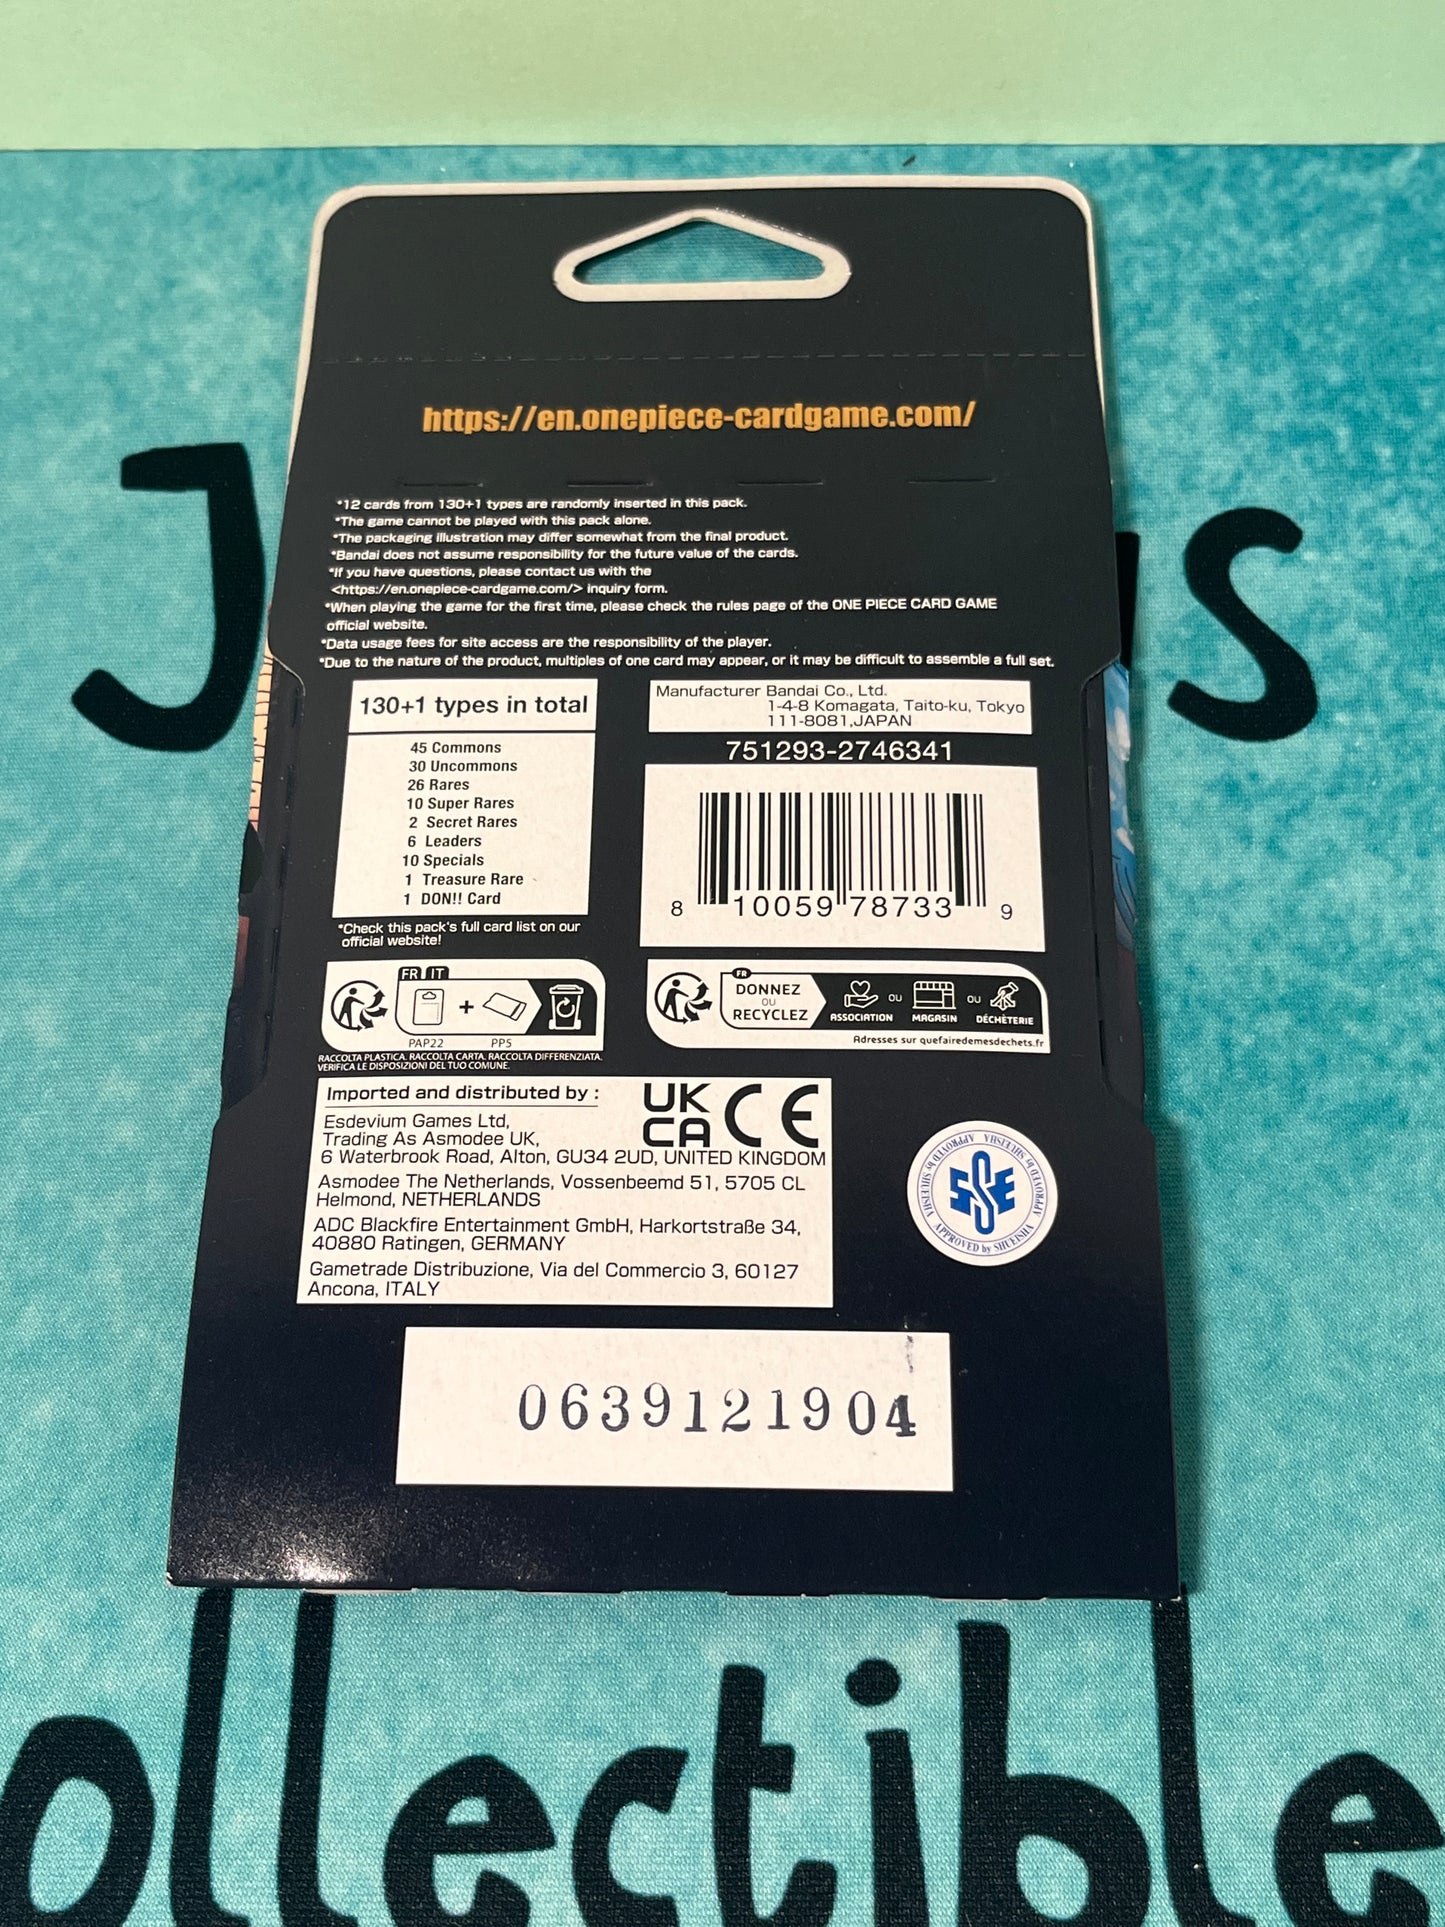 https://en.onepiece-cardgame.com/
*12 cards from 130+1 types are randomly inserted in this pack.
*The game cannot be played with this pack alone.
*The packaging illustration may differ somewhat from the final product.
*Bandai does not assume responsibility for the future value of the cards.
*If you have questions, please contact us with the
<https://en.onepiece-cardgame.com/> inquiry form.
*When playing the game for the first time, please check the rules page of the ONE PIECE CARD GAME
official website.
*Data usage fees for site access are the responsibility of the player.
*Due to the nature of the product, multiples of one card may appear, or it may be difficult to assemble a full set.
130+1 types in total
45 Commons
30 Uncommons
26 Rares
10 Super Rares
2 Secret Rares
6 Leaders
10 Specials
1 Treasure Rare
1 DON!! Card
*Check this pack's full card list on our
official website!
Manufacturer Bandai Co., Ltd.
1-4-8 Komagata, Taito-ku, Tokyo
111-8081,JAPAN
751293-2746341
8 10059 78733 9
FR IT
+
PAP22 PP5
RACCOLTA PLASTICA. RACCOLTA CARTA. RACCOLTA DIFFERENZIATA.
VERIFICA LE DISPOSIZIONI DEL TUO COMUNE.
FR
DONNEZ
OU
RECYCLEZ
ASSOCIATION OU MAGASIN OU DÉCHÈTERIE
Adresses sur quefairedemesdechets.fr
Imported and distributed by :
UK
CA CE
Esdevium Games Ltd,
Trading As Asmodee UK,
6 Waterbrook Road, Alton, GU34 2UD, UNITED KINGDOM
Asmodee The Netherlands, Vossenbeemd 51, 5705 CL
Helmond, NETHERLANDS
ADC Blackfire Entertainment GmbH, Harkortstraße 34,
40880 Ratingen, GERMANY
Gametrade Distribuzione, Via del Commercio 3, 60127
Ancona, ITALY
APPROVED by SHUEISHA APPROVED by SHUEISHA APPROVED by SHUEISHA
SSE
0639121904
J S
ollectible